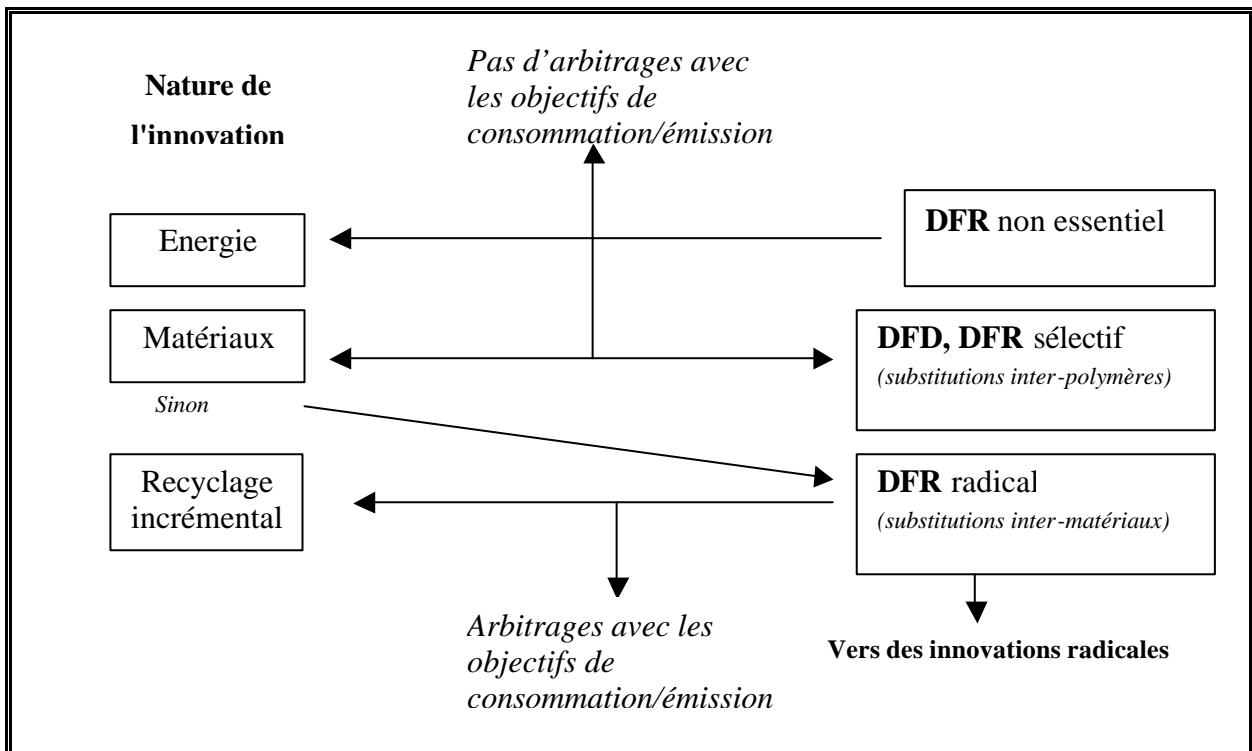 Nature de
l'innovation
Pas d'arbitrages avec
les objectifs de
consommation/émission
Energie
DFR non essentiel
Matériaux
Sinon
DFD, DFR sélectif
(substitutions inter-polymères)
Recyclage
incrémental
DFR radical
(substitutions inter-matériaux)
Arbitrages avec les
objectifs de
consommation/émission
Vers des innovations radicales